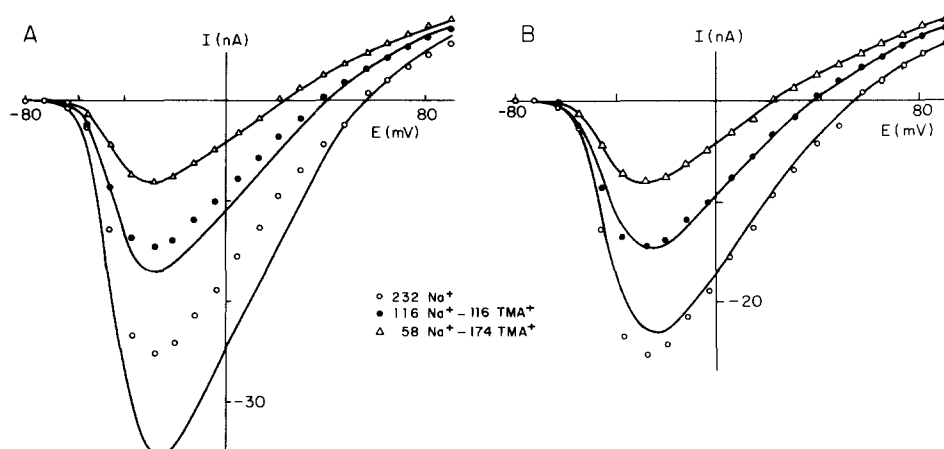 A
I (nA)
-80
80
E (mV)
-30
232 Na⁺
116 Na⁺ – 116 TMA⁺
58 Na⁺ – 174 TMA⁺
B
I (nA)
-80
80
E (mV)
-20